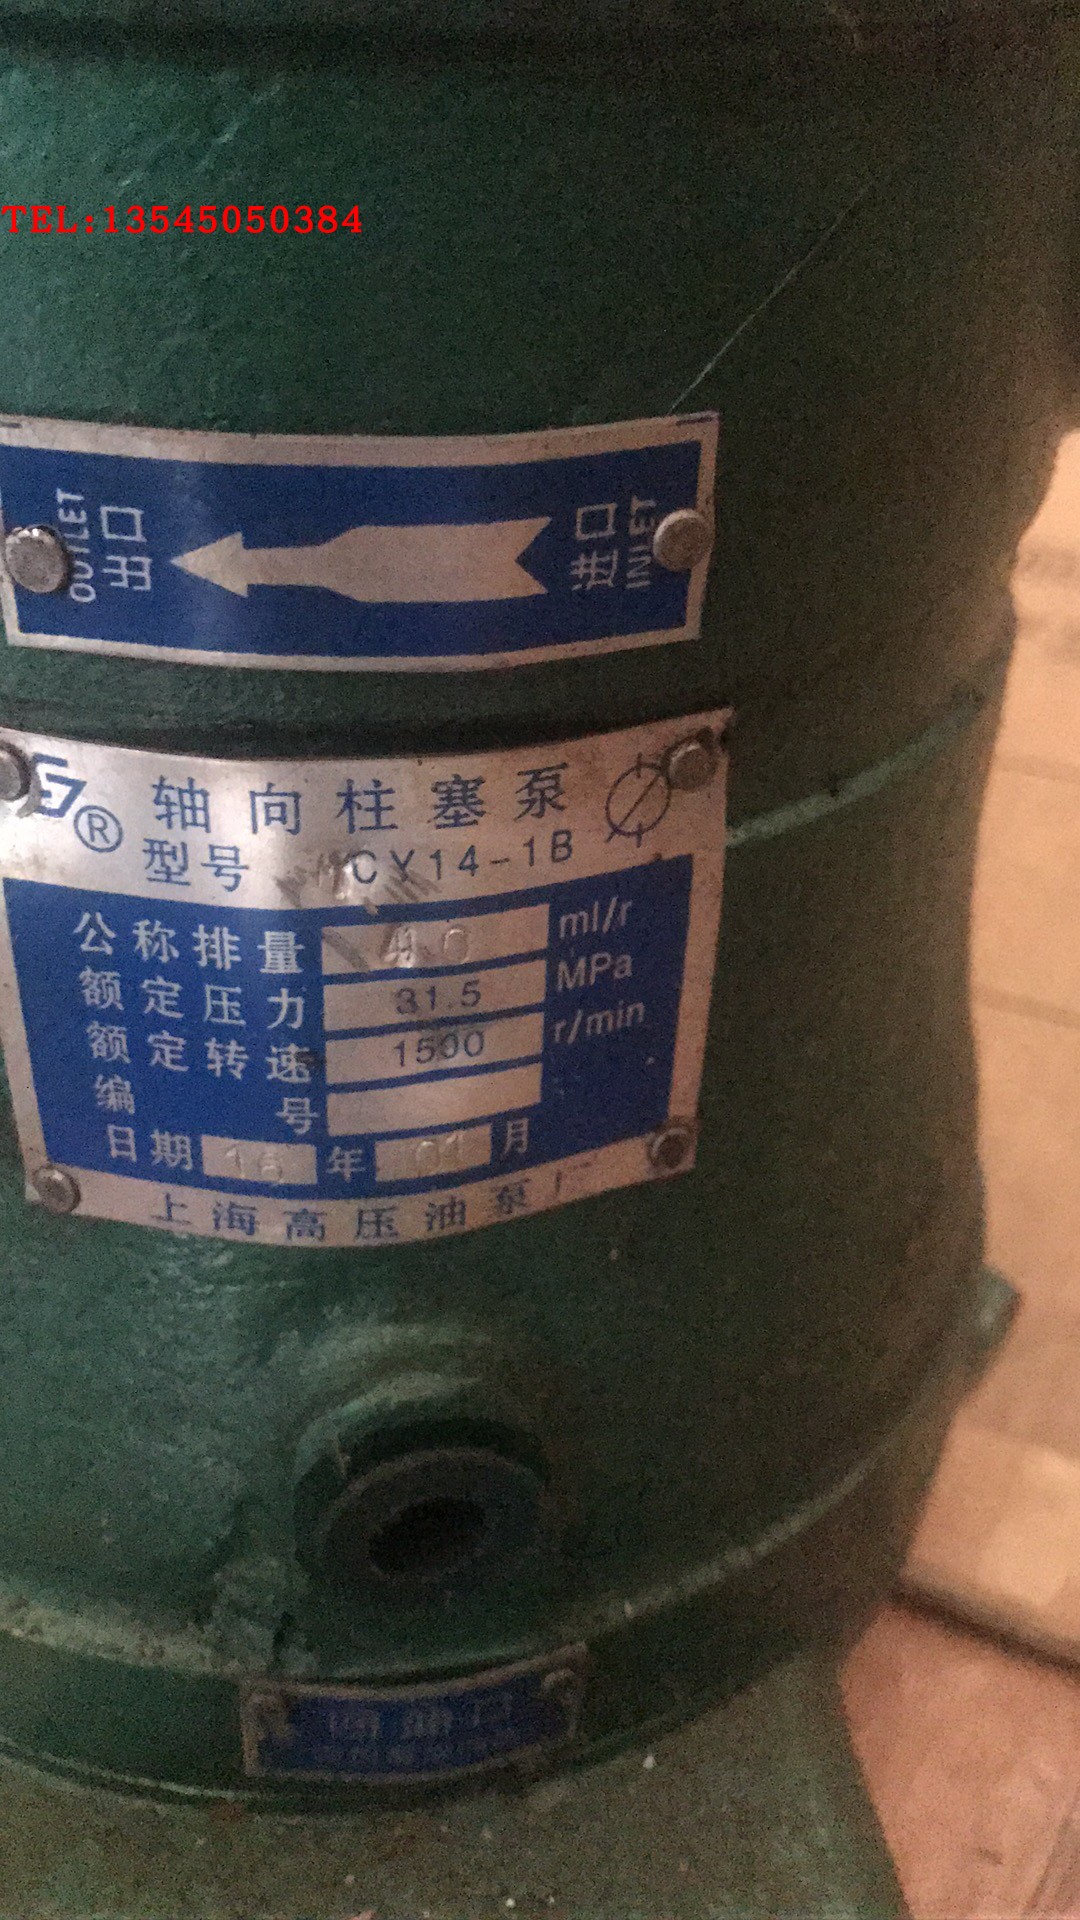 TEL:13545050384
OUTLET
出口
进口
INLET
® 轴向柱塞泵
型号 CY14-1B
公称排量 40 ml/r
额定压力 31.5 MPa
额定转速 1500 r/min
编号
日期 年 01 月
上海高压油泵厂